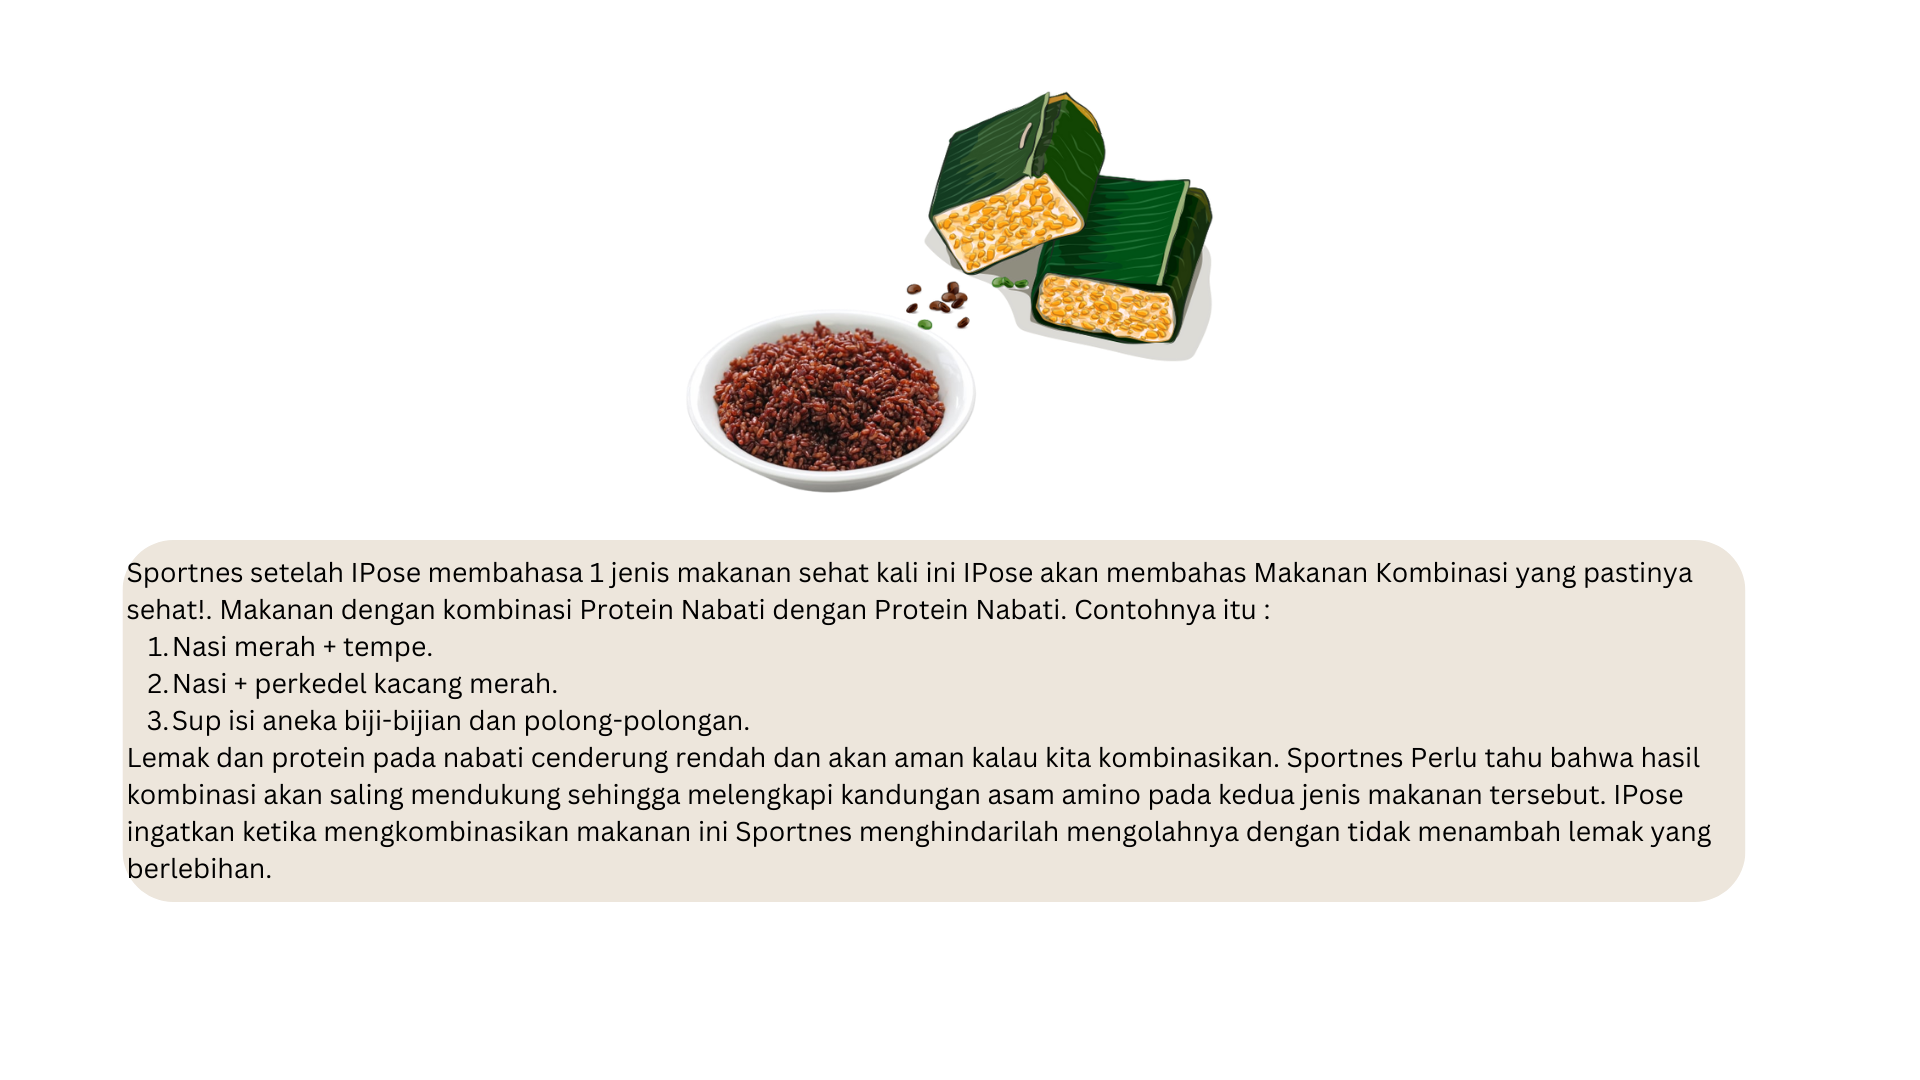 Sportnes setelah IPose membahasa 1 jenis makanan sehat kali ini IPose akan membahas Makanan Kombinasi yang pastinya
sehat!. Makanan dengan kombinasi Protein Nabati dengan Protein Nabati. Contohnya itu :
1. Nasi merah + tempe.
2. Nasi + perkedel kacang merah.
3. Sup isi aneka biji-bijian dan polong-polongan.
Lemak dan protein pada nabati cenderung rendah dan akan aman kalau kita kombinasikan. Sportnes Perlu tahu bahwa hasil
kombinasi akan saling mendukung sehingga melengkapi kandungan asam amino pada kedua jenis makanan tersebut. IPose
ingatkan ketika mengkombinasikan makanan ini Sportnes menghindarilah mengolahnya dengan tidak menambah lemak yang
berlebihan.